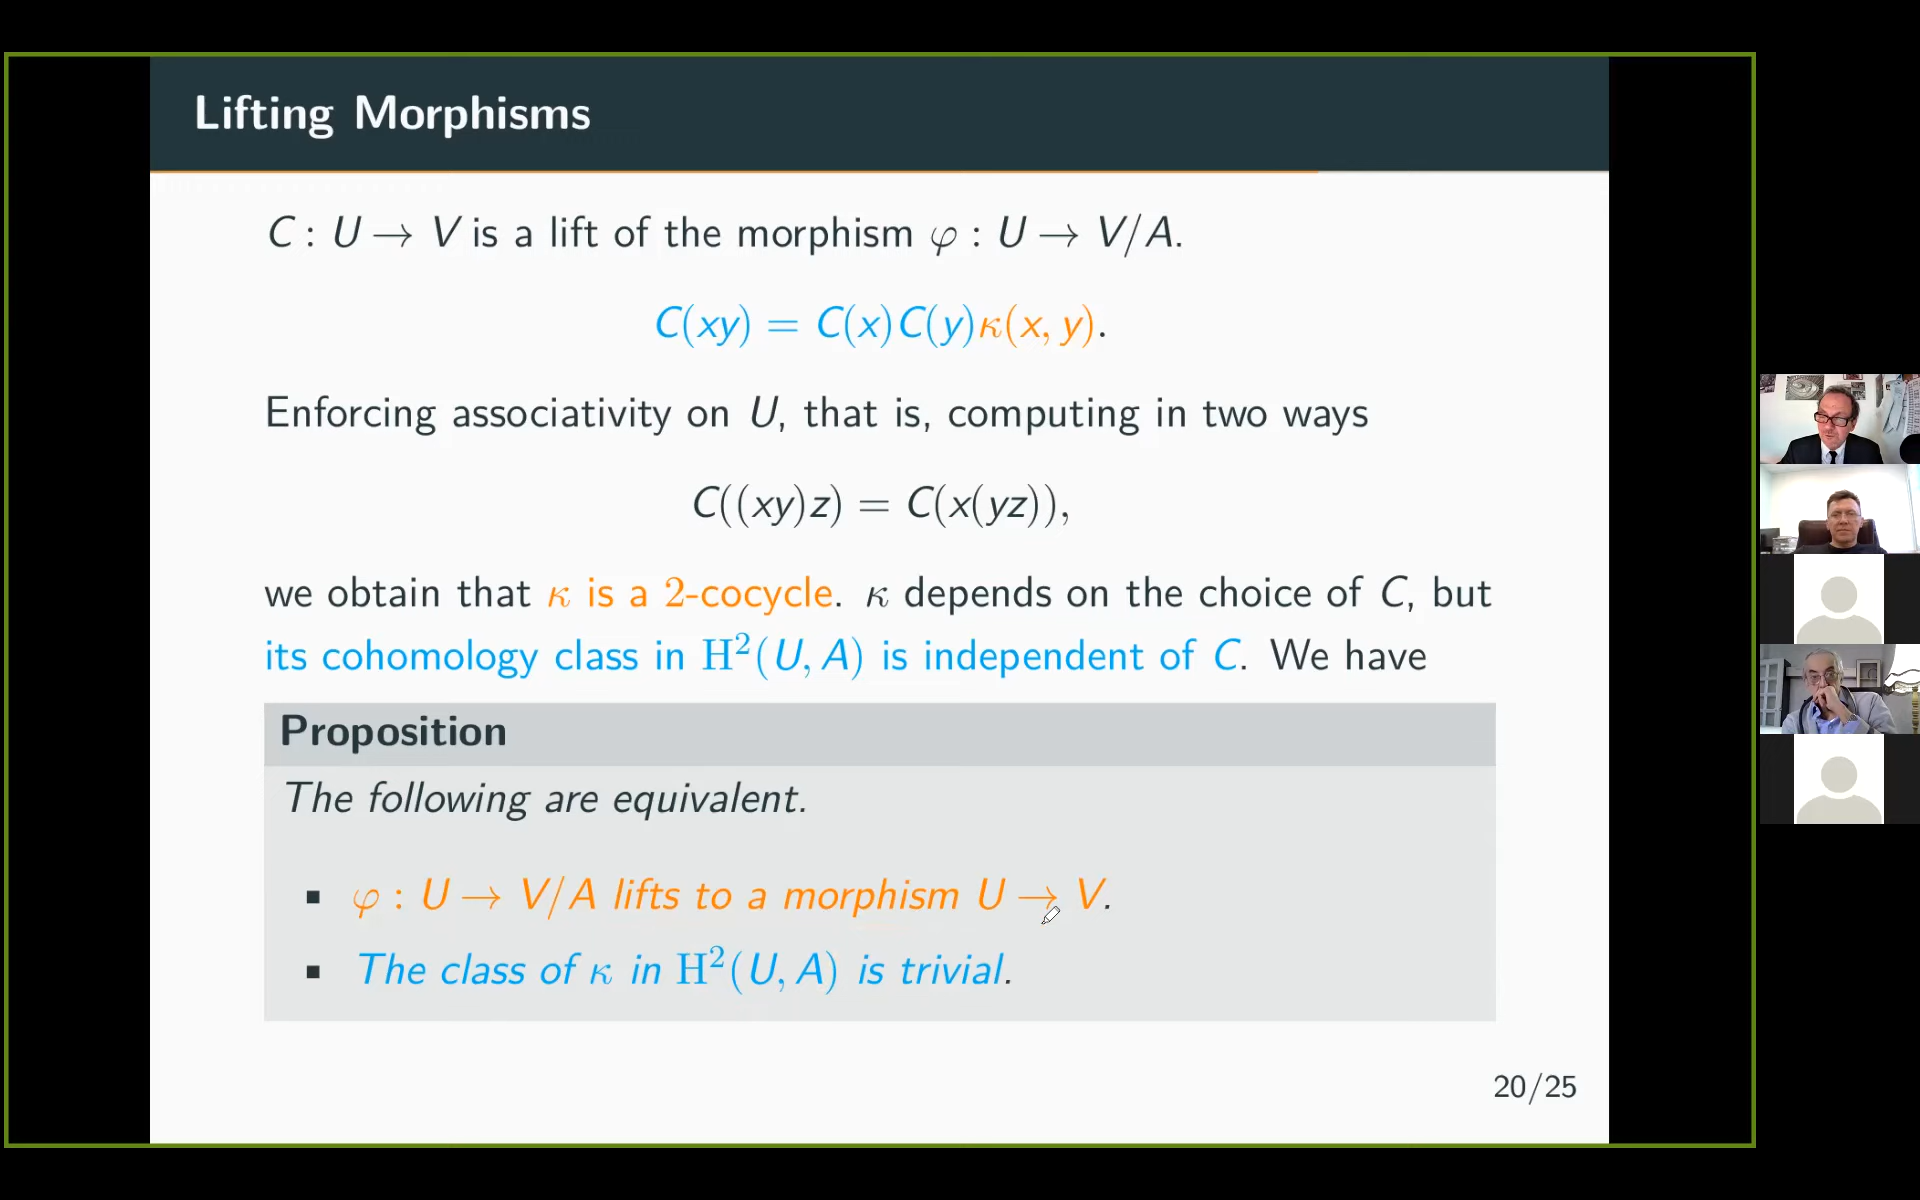 Lifting Morphisms
C : U → V is a lift of the morphism φ : U → V/A.
C(xy) = C(x)C(y)κ(x, y).
Enforcing associativity on U, that is, computing in two ways
C((xy)z) = C(x(yz)),
we obtain that κ is a 2-cocycle. κ depends on the choice of C, but
its cohomology class in H²(U, A) is independent of C. We have
Proposition
The following are equivalent.
▪ φ : U → V/A lifts to a morphism U → V.
▪ The class of κ in H²(U, A) is trivial.
20/25